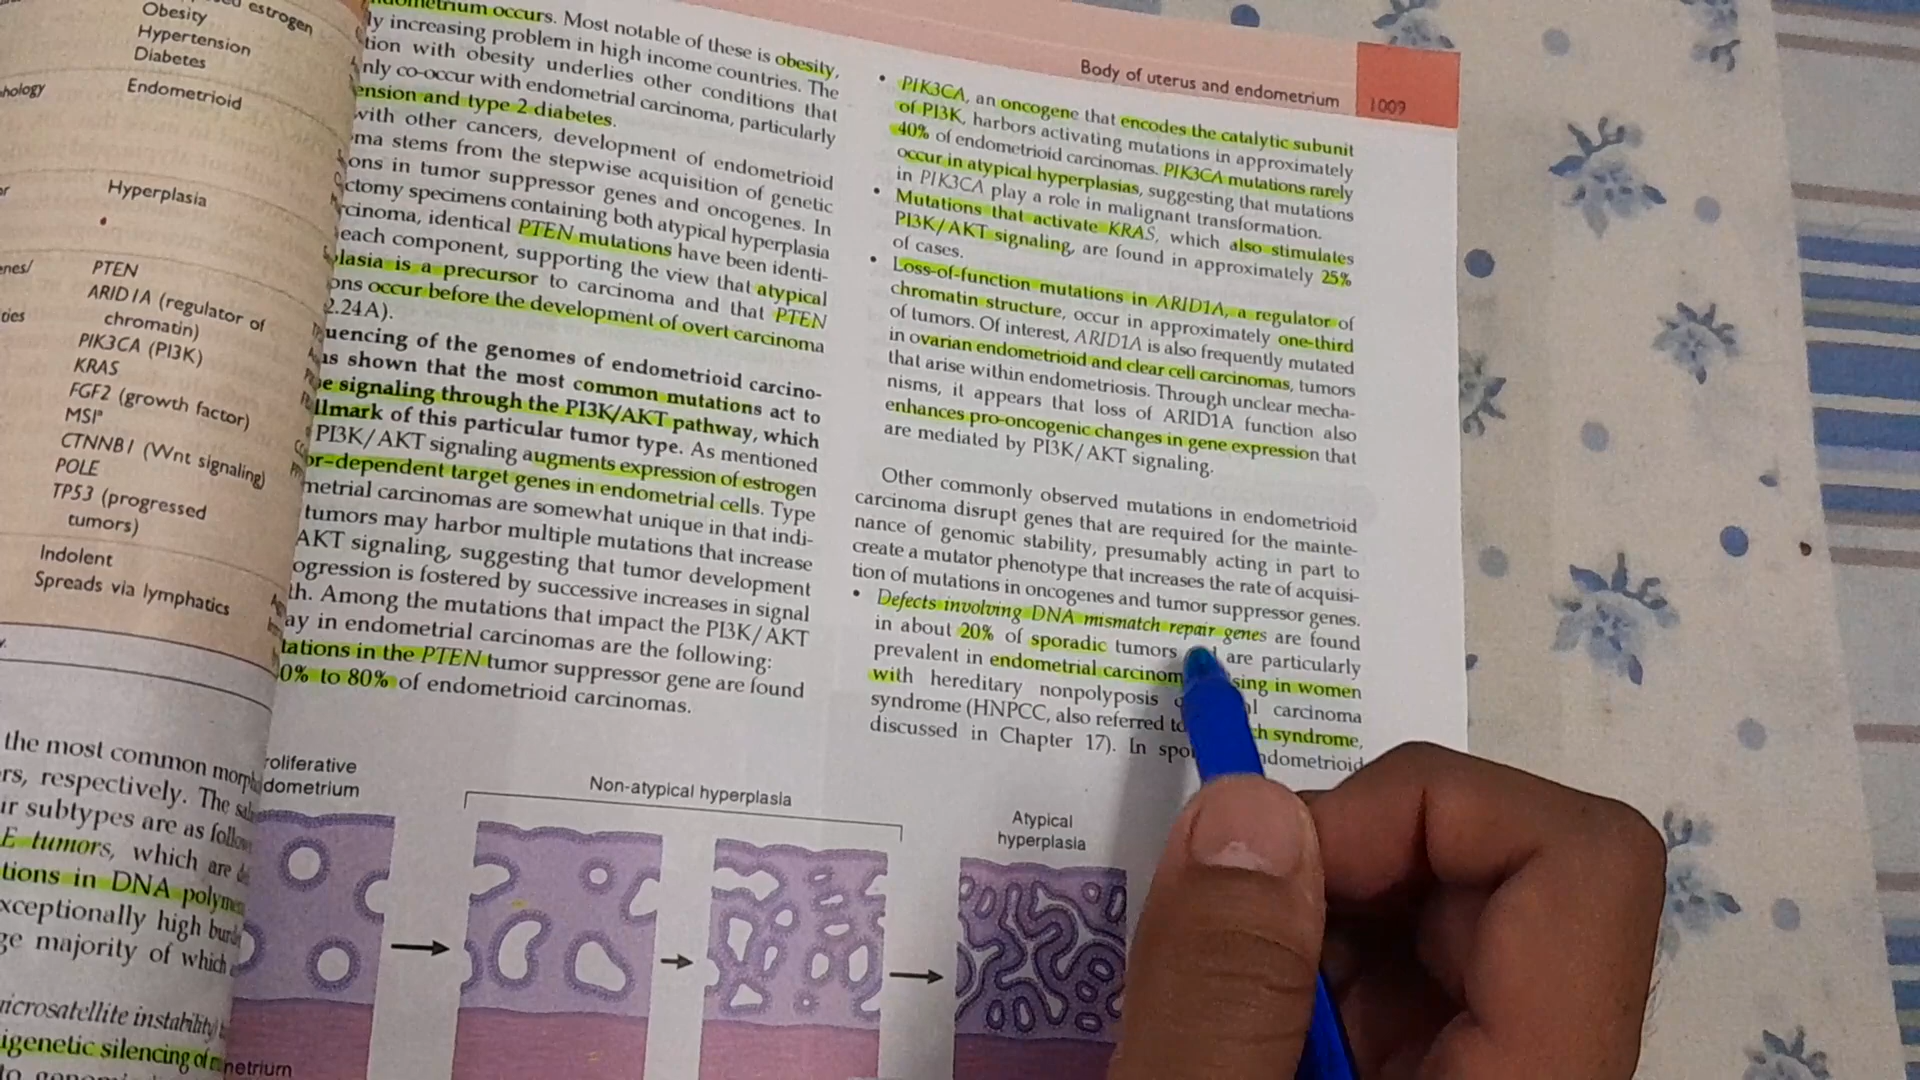 estrogen
Obesity
Hypertension
Diabetes
Endometrioid
Hyperplasia
PTEN
ARID1A (regulator of
chromatin)
PIK3CA (PI3K)
KRAS
FGF2 (growth factor)
MSI
CTNNB1 (Wnt signaling)
POLE
TP53 (progressed
tumors)
Indolent
Spreads via lymphatics
the most common
respectively. The
ir subtypes are as
E tumors, which are
tions in DNA
xceptionally high
ge majority of which
icrosatellite instability
igenetic silencing of
occurs. Most notable of these is obesity,
ly increasing problem in high income countries. The
tion with obesity underlies other conditions that
nly co-occur with endometrial carcinoma, particularly
ension and type 2 diabetes.
with other cancers, development of endometrioid
ma stems from the stepwise acquisition of genetic
ons in tumor suppressor genes and oncogenes. In
ctomy specimens containing both atypical hyperplasia
rcinoma, identical PTEN mutations have been identi-
each component, supporting the view that atypical
plasia is a precursor to carcinoma and that PTEN
ons occur before the development of overt carcinoma
2.24A).
uencing of the genomes of endometrioid carcino-
as shown that the most common mutations act to
e signaling through the PI3K/AKT pathway, which
llmark of this particular tumor type. As mentioned
PI3K/AKT signaling augments expression of estrogen
or–dependent target genes in endometrial cells. Type
metrial carcinomas are somewhat unique in that indi-
tumors may harbor multiple mutations that increase
AKT signaling, suggesting that tumor development
ogression is fostered by successive increases in signal
th. Among the mutations that impact the PI3K/AKT
ay in endometrial carcinomas are the following:
tations in the PTEN tumor suppressor gene are found
0% to 80% of endometrioid carcinomas.
Body of uterus and endometrium 1009
• PIK3CA, an oncogene that encodes the catalytic subunit
of PI3K, harbors activating mutations in approximately
40% of endometrioid carcinomas. PIK3CA mutations rarely
occur in atypical hyperplasias, suggesting that mutations
in PIK3CA play a role in malignant transformation.
• Mutations that activate KRAS, which also stimulates
PI3K/AKT signaling, are found in approximately 25%
of cases.
• Loss-of-function mutations in ARID1A, a regulator of
chromatin structure, occur in approximately one-third
of tumors. Of interest, ARID1A is also frequently mutated
in ovarian endometrioid and clear cell carcinomas, tumors
that arise within endometriosis. Through unclear mecha-
nisms, it appears that loss of ARID1A function also
enhances pro-oncogenic changes in gene expression that
are mediated by PI3K/AKT signaling.
Other commonly observed mutations in endometrioid
carcinoma disrupt genes that are required for the mainte-
nance of genomic stability, presumably acting in part to
create a mutator phenotype that increases the rate of acquisi-
tion of mutations in oncogenes and tumor suppressor genes.
• Defects involving DNA mismatch repair genes are found
in about 20% of sporadic tumors are particularly
prevalent in endometrial carcinom sing in women
with hereditary nonpolyposis carcinoma
syndrome (HNPCC, also referred to ch syndrome,
discussed in Chapter 17). In spo ndometrioid
roliferative
dometrium
Non-atypical hyperplasia
Atypical
hyperplasia
metrium